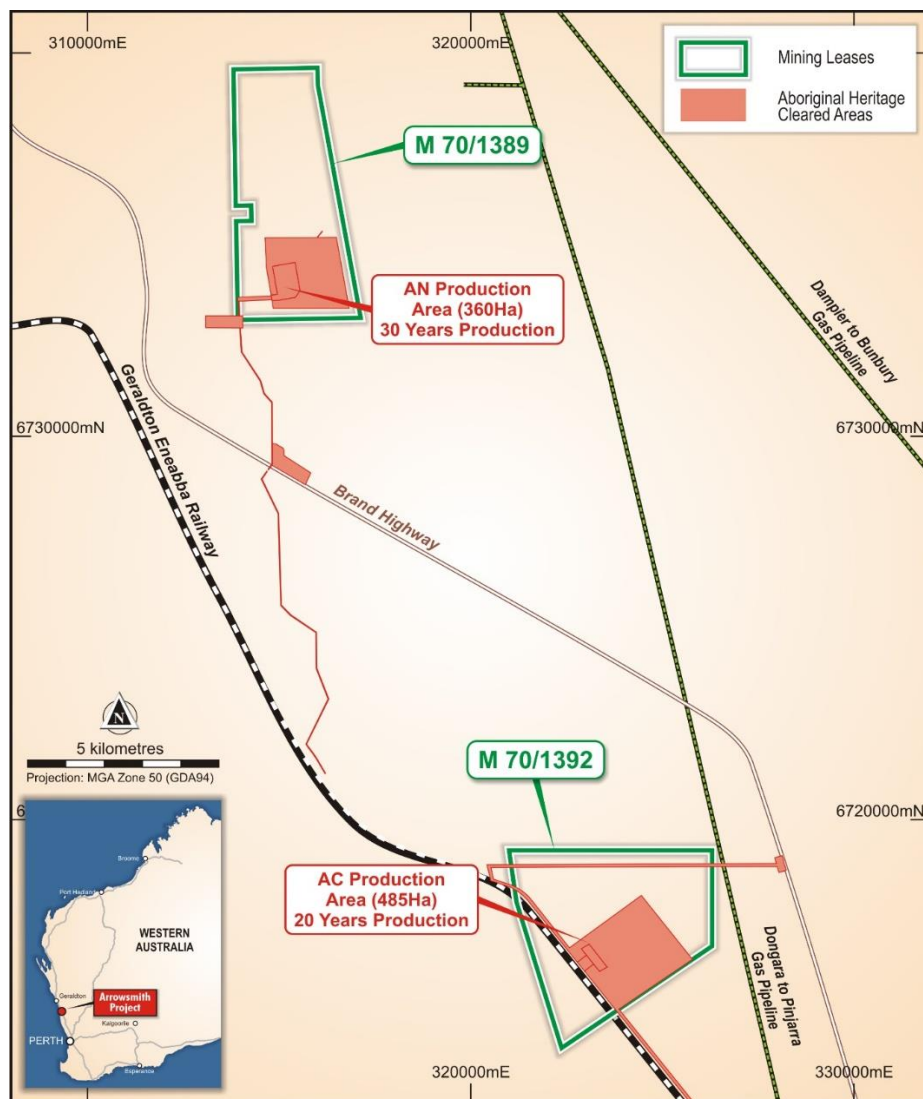 310000mE
320000mE
Mining Leases
Aboriginal Heritage
Cleared Areas
M 70/1389
AN Production
Area (360Ha)
30 Years Production
Dampier to Bunbury
Gas Pipeline
Geraldton Eneabba Railway
6730000mN
6730000mN
Brand Highway
N
5 kilometres
Projection: MGA Zone 50 (GDA94)
M 70/1392
6
6720000mN
AC Production
Area (485Ha)
20 Years Production
Dongara to Pinjarra
Gas Pipeline
Broome
Port Hedland
WESTERN
AUSTRALIA
Geraldton
Arrowsmith
Project
Kalgoorlie
PERTH
Esperance
320000mE
330000mE